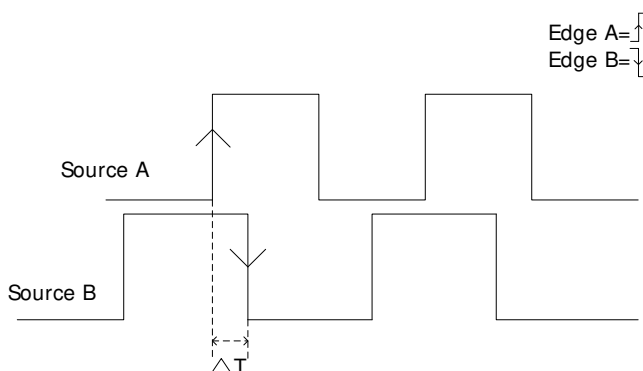 Edge A=
Edge B=
Source A
Source B
△T